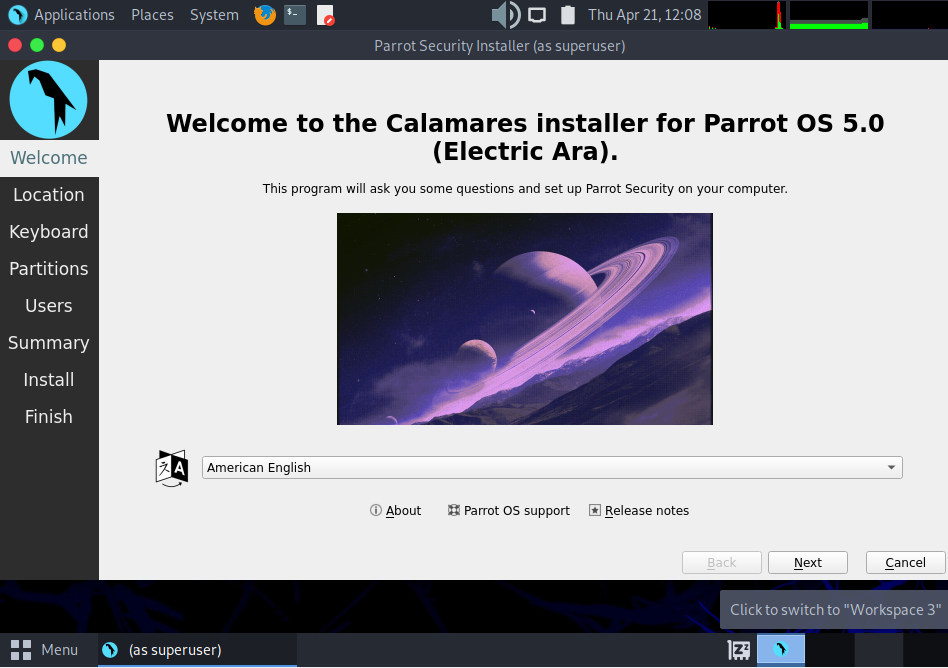 Applications Places System Thu Apr 21, 12:08
Parrot Security Installer (as superuser)
Welcome
Location
Keyboard
Partitions
Users
Summary
Install
Finish
Welcome to the Calamares installer for Parrot OS 5.0
(Electric Ara).
This program will ask you some questions and set up Parrot Security on your computer.
American English
About Parrot OS support Release notes
Back Next Cancel
Click to switch to "Workspace 3"
Menu (as superuser)